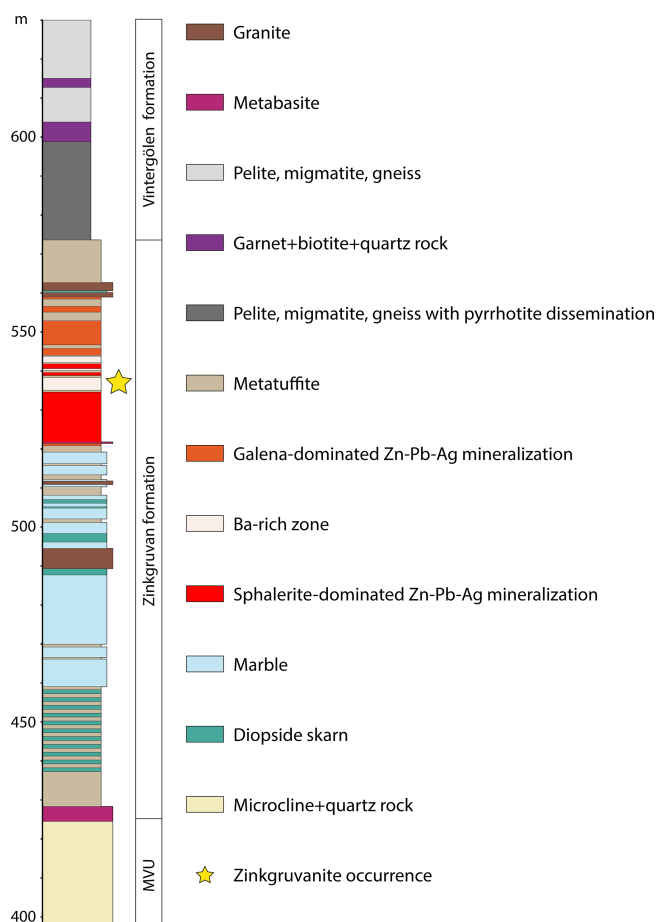 m
600
550
500
450
400
Vintergölen formation
Zinkgruvan formation
MVU
Granite
Metabasite
Pelite, migmatite, gneiss
Garnet+biotite+quartz rock
Pelite, migmatite, gneiss with pyrrhotite dissemination
Metatuffite
Galena-dominated Zn-Pb-Ag mineralization
Ba-rich zone
Sphalerite-dominated Zn-Pb-Ag mineralization
Marble
Diopside skarn
Microcline+quartz rock
Zinkgruvanite occurrence